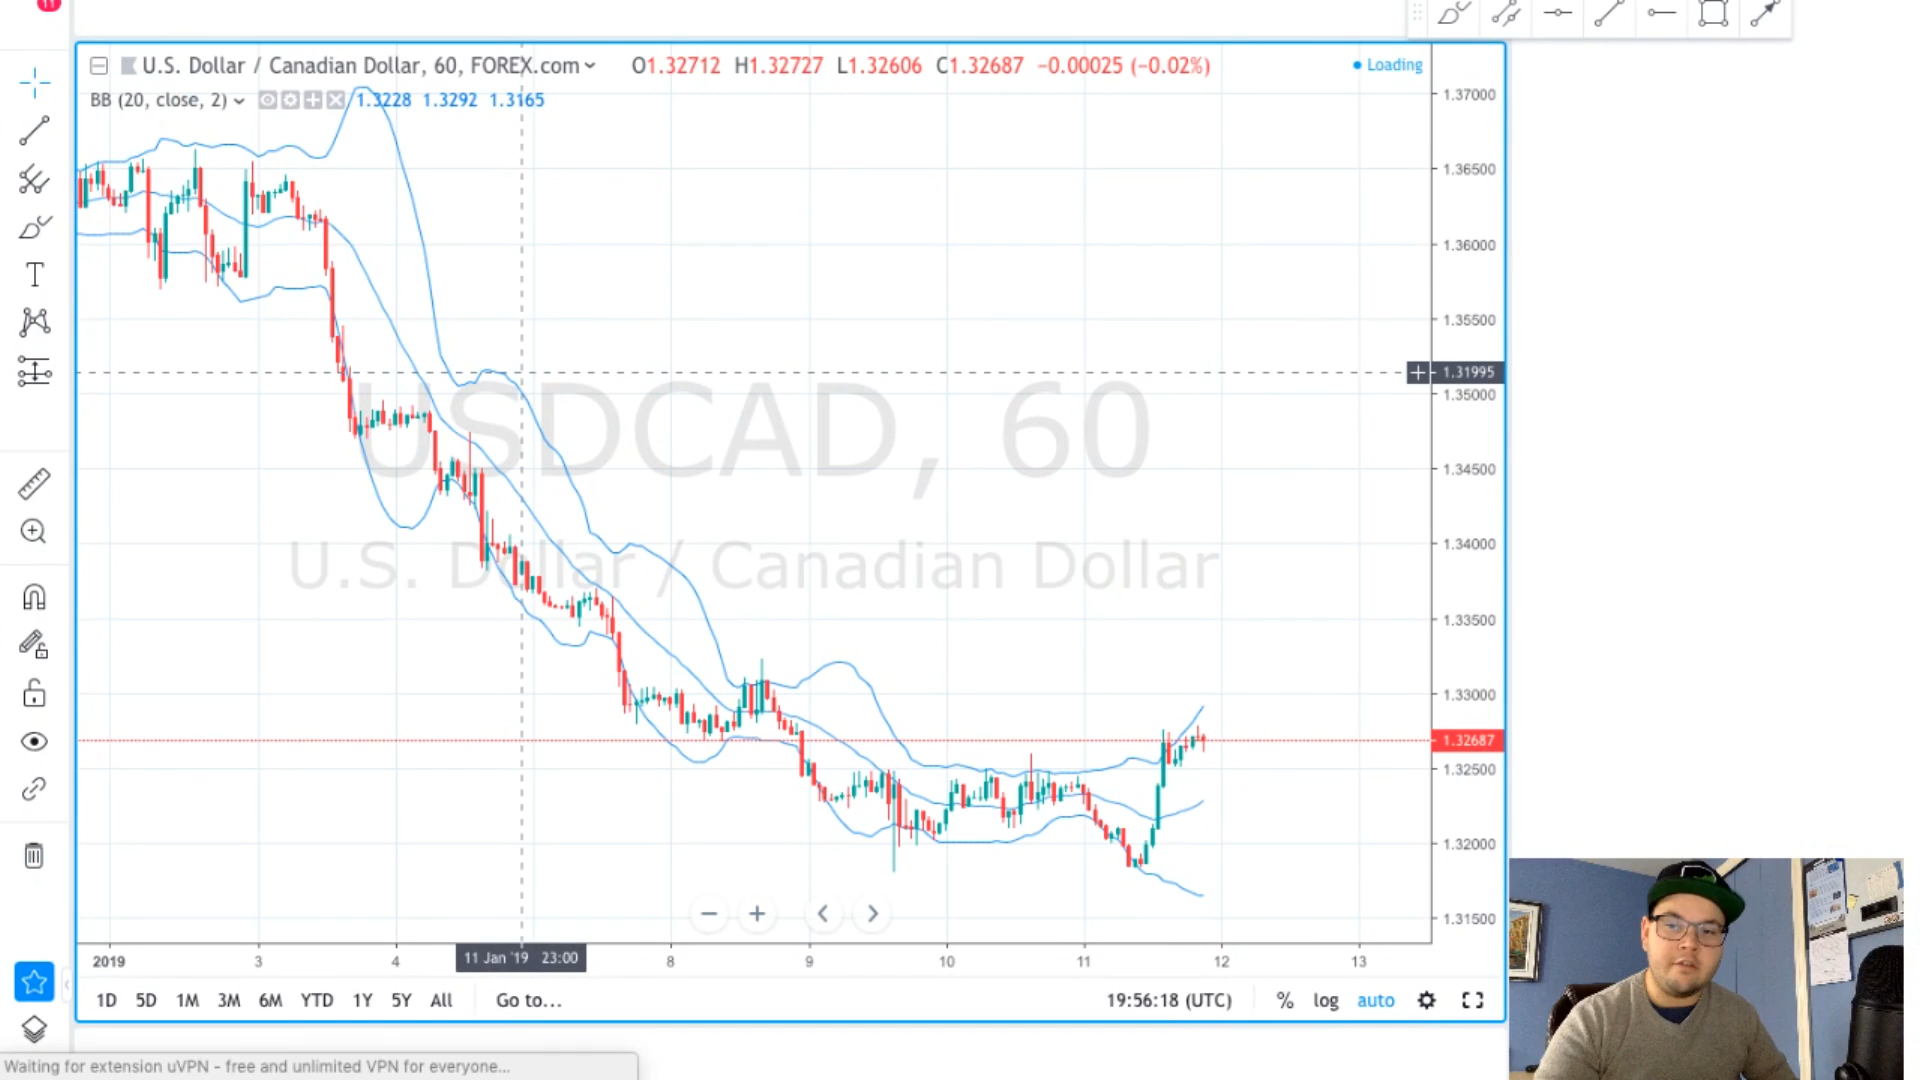 11
U.S. Dollar / Canadian Dollar, 60, FOREX.com O1.32712 H1.32727 L1.32606 C1.32687 −0.00025 (−0.02%)
Loading
BB (20, close, 2) 1.3228 1.3292 1.3165
1.37000
1.36500
1.36000
1.35500
1.31995
1.35000
1.34500
1.34000
1.33500
1.33000
1.32687
1.32500
1.32000
1.31500
USDCAD, 60
U.S. Dollar / Canadian Dollar
T
2019 3 4 11 Jan '19 23:00 8 9 10 11 12 13
1D 5D 1M 3M 6M YTD 1Y 5Y All Go to... 19:56:18 (UTC) % log auto
Waiting for extension uVPN - free and unlimited VPN for everyone...